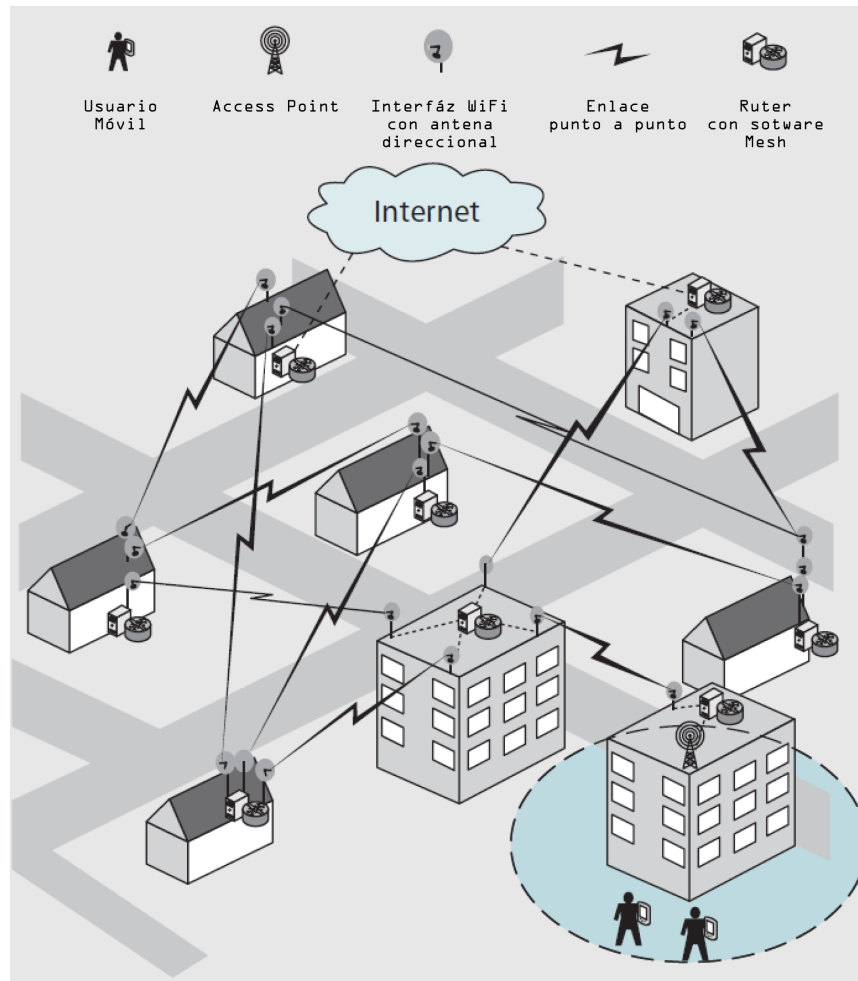 Usuario
Móvil
Access Point
Interfáz WiFi
con antena
direccional
Enlace
punto a punto
Ruter
con sotware
Mesh
Internet